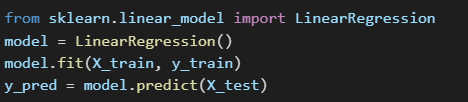 from sklearn.linear_model import LinearRegression
model = LinearRegression()
model.fit(X_train, y_train)
y_pred = model.predict(X_test)